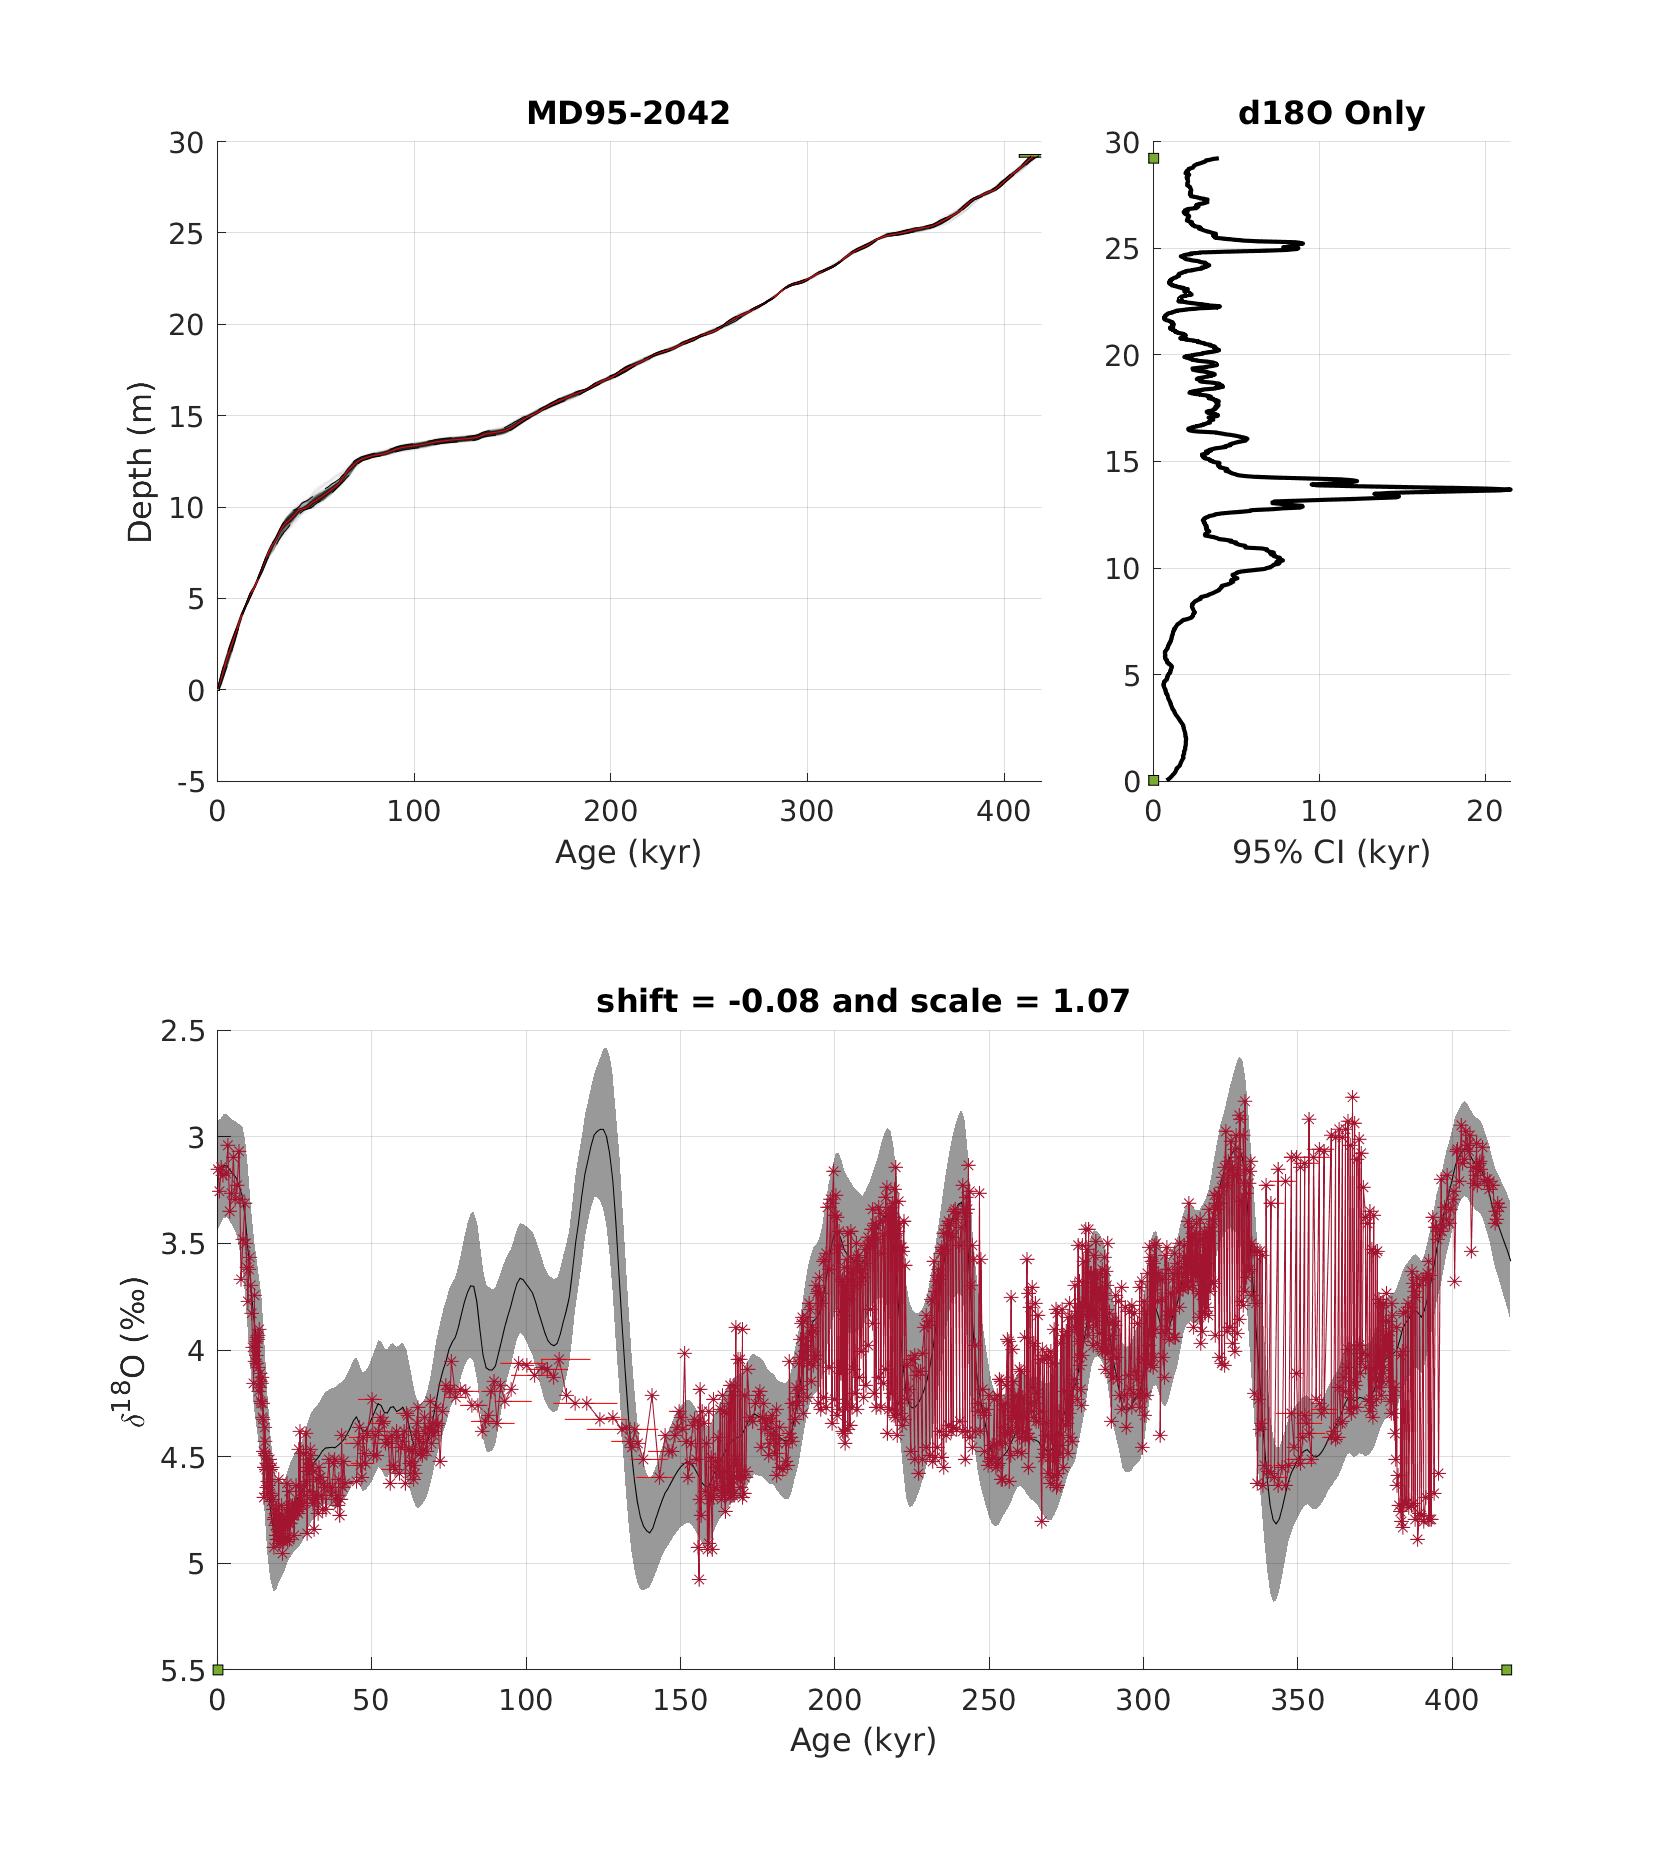 MD95-2042
30
25
20
15
10
5
0
-5
0 100 200 300 400
Depth (m)
Age (kyr)
d18O Only
30
25
20
15
10
5
0
0 10 20
95% CI (kyr)
shift = -0.08 and scale = 1.07
2.5
3
3.5
4
4.5
5
5.5
0 50 100 150 200 250 300 350 400
δ18O (‰)
Age (kyr)